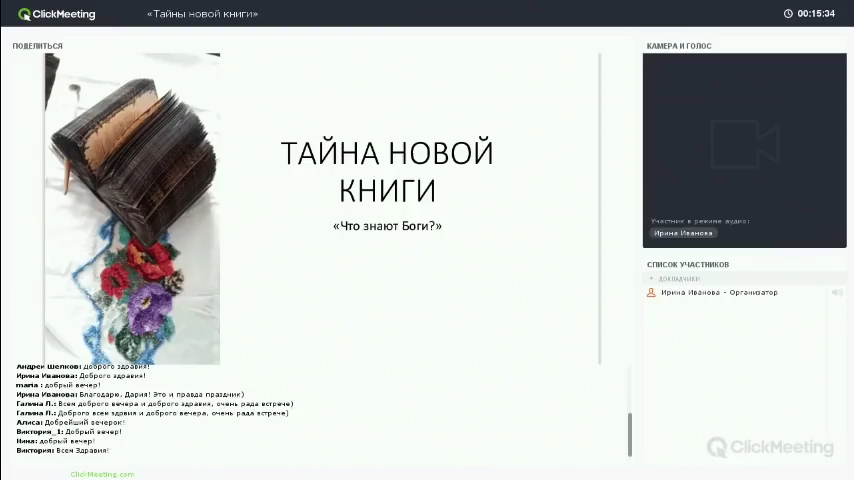 ClickMeeting
«Тайны новой книги»
00:15:34
ПОДЕЛИТЬСЯ
ТАЙНА НОВОЙ
КНИГИ
«Что знают Боги?»
КАМЕРА И ГОЛОС
Участник в режиме аудио:
Ирина Иванова
СПИСОК УЧАСТНИКОВ
ДОКЛАДЧИКИ
Ирина Иванова - Организатор
Андрей Шелков: Доброго здравия!
Ирина Иванова: Доброго здравия!
maria : добрый вечер!
Ирина Иванова: Благодарю, Дария! Это и правда праздник)
Галина Л.: Всем доброго вечера и доброго здравия, очень рада встрече)
Галина Л.: Доброго всем здрвия и доброго вечера, очень рада встрече)
Алиса: Добрейший вечерок!
Виктория_1: Добрый вечер!
Нина: добрый вечер!
Виктория: Всем Здравия!
ClickMeeting.com
ClickMeeting